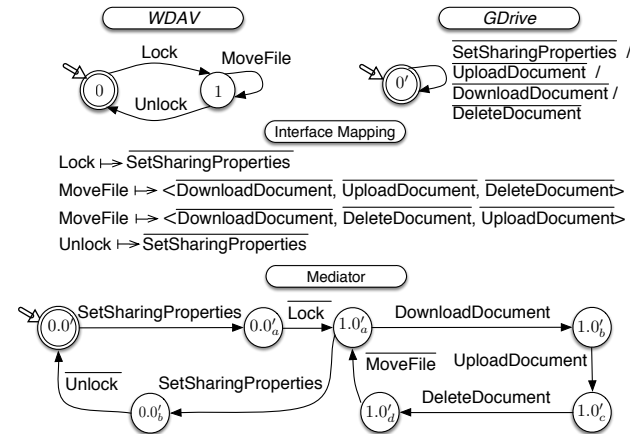 WDAV
GDrive
Lock
MoveFile
Unlock
0
1
0′
SetSharingProperties /
UploadDocument /
DownloadDocument /
DeleteDocument
Interface Mapping
Lock ↦ SetSharingProperties
MoveFile ↦ <DownloadDocument, UploadDocument, DeleteDocument>
MoveFile ↦ <DownloadDocument, DeleteDocument, UploadDocument>
Unlock ↦ SetSharingProperties
Mediator
SetSharingProperties
Lock
DownloadDocument
0.0′
0.0′a
1.0′a
1.0′b
Unlock
SetSharingProperties
MoveFile
UploadDocument
DeleteDocument
0.0′b
1.0′d
1.0′c